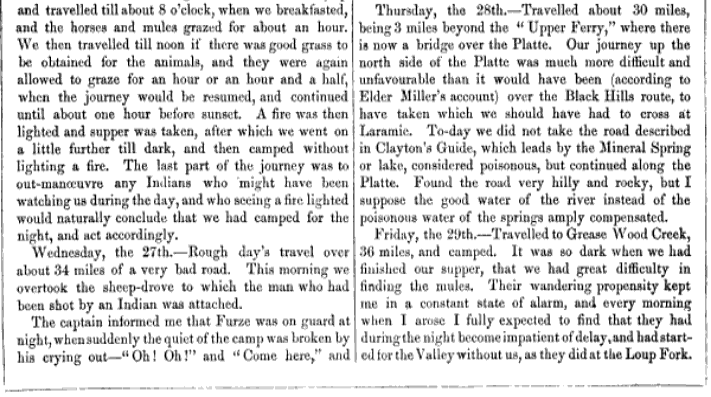 and travelled till about 8 o'clock, when we breakfasted,
and the horses and mules grazed for about an hour.
We then travelled till noon if there was good grass to
be obtained for the animals, and they were again
allowed to graze for an hour or an hour and a half,
when the journey would be resumed, and continued
until about one hour before sunset. A fire was then
lighted and supper was taken, after which we went on
a little further till dark, and then camped without
lighting a fire. The last part of the journey was to
out-manœuvre any Indians who might have been
watching us during the day, and who seeing a fire lighted
would naturally conclude that we had camped for the
night, and act accordingly.
Wednesday, the 27th.—Rough day's travel over
about 34 miles of a very bad road. This morning we
overtook the sheep-drove to which the man who had
been shot by an Indian was attached.
The captain informed me that Furze was on guard at
night, when suddenly the quiet of the camp was broken by
his crying out—"Oh! Oh!" and "Come here," and
Thursday, the 28th.—Travelled about 30 miles,
being 3 miles beyond the "Upper Ferry," where there
is now a bridge over the Platte. Our journey up the
north side of the Platte was much more difficult and
unfavourable than it would have been (according to
Elder Miller's account) over the Black Hills route, to
have taken which we should have had to cross at
Laramie. To-day we did not take the road described
in Clayton's Guide, which leads by the Mineral Spring
or lake, considered poisonous, but continued along the
Platte. Found the road very hilly and rocky, but I
suppose the good water of the river instead of the
poisonous water of the springs amply compensated.
Friday, the 29th.—Travelled to Grease Wood Creek,
36 miles, and camped. It was so dark when we had
finished our supper, that we had great difficulty in
finding the mules. Their wandering propensity kept
me in a constant state of alarm, and every morning
when I arose I fully expected to find that they had
during the night become impatient of delay, and had start-
ed for the Valley without us, as they did at the Loup Fork.